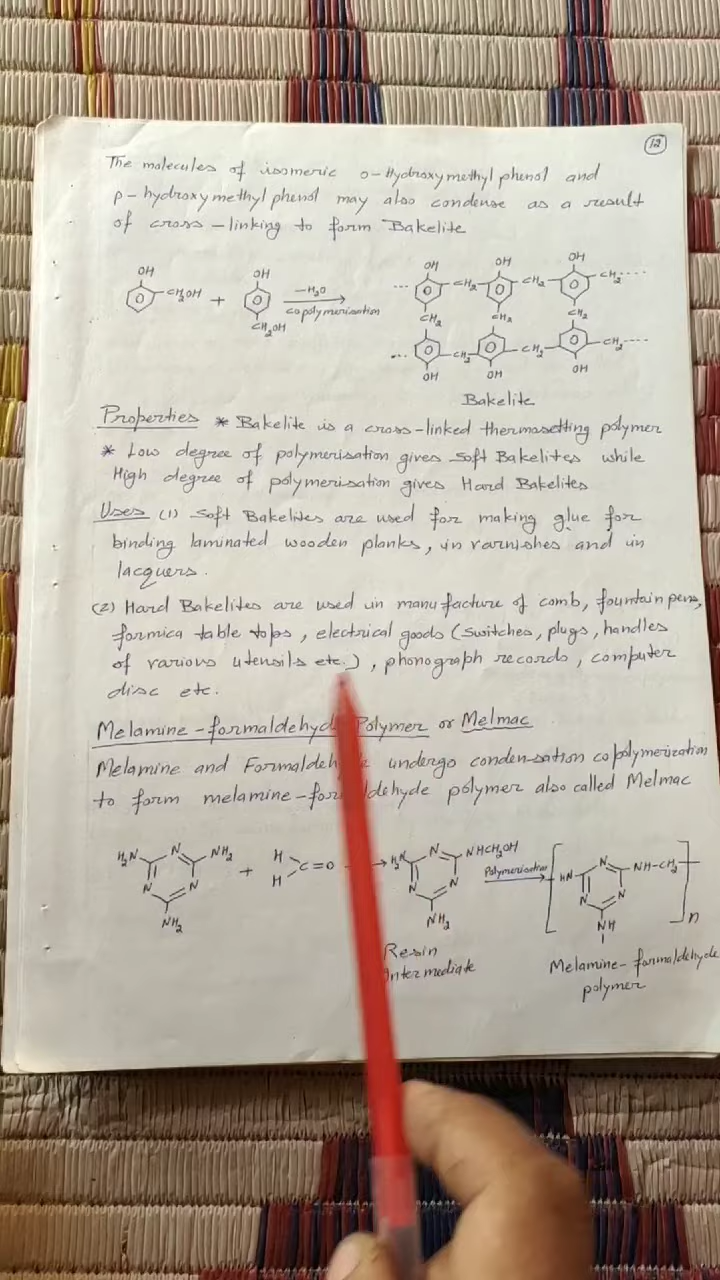 12
The molecules of isomeric o-Hydroxymethyl phenol and
p-hydroxymethyl phenol may also condense as a result
of cross-linking to form Bakelite
OH CH2OH + OH CH2OH -H2O copolymerisation
OH OH OH
... CH2 CH2 CH2....
CH2 CH2 CH2
... CH2 CH2 CH2....
OH OH OH
Bakelite
Properties * Bakelite is a cross-linked thermosetting polymer
* Low degree of polymerisation gives Soft Bakelites while
High degree of polymerisation gives Hard Bakelites
Uses (1) Soft Bakelites are used for making glue for
binding laminated wooden planks, in varnishes and in
lacquers.
(2) Hard Bakelites are used in manufacture of comb, fountain pens,
formica table tops, electrical goods (switches, plugs, handles
of various utensils etc.), phonograph records, computer
disc etc.
Melamine-formaldehyde Polymer or Melmac
Melamine and Formaldehyde undergo condensation copolymerization
to form melamine-formaldehyde polymer also called Melmac
H2N N NH2 N N NH2 + H H C=O → H2N N NHCH2OH N N NH2 Polymerisation [ HN N NH-CH2 N N NH ]n
Resin
Intermediate
Melamine-formaldehyde
polymer